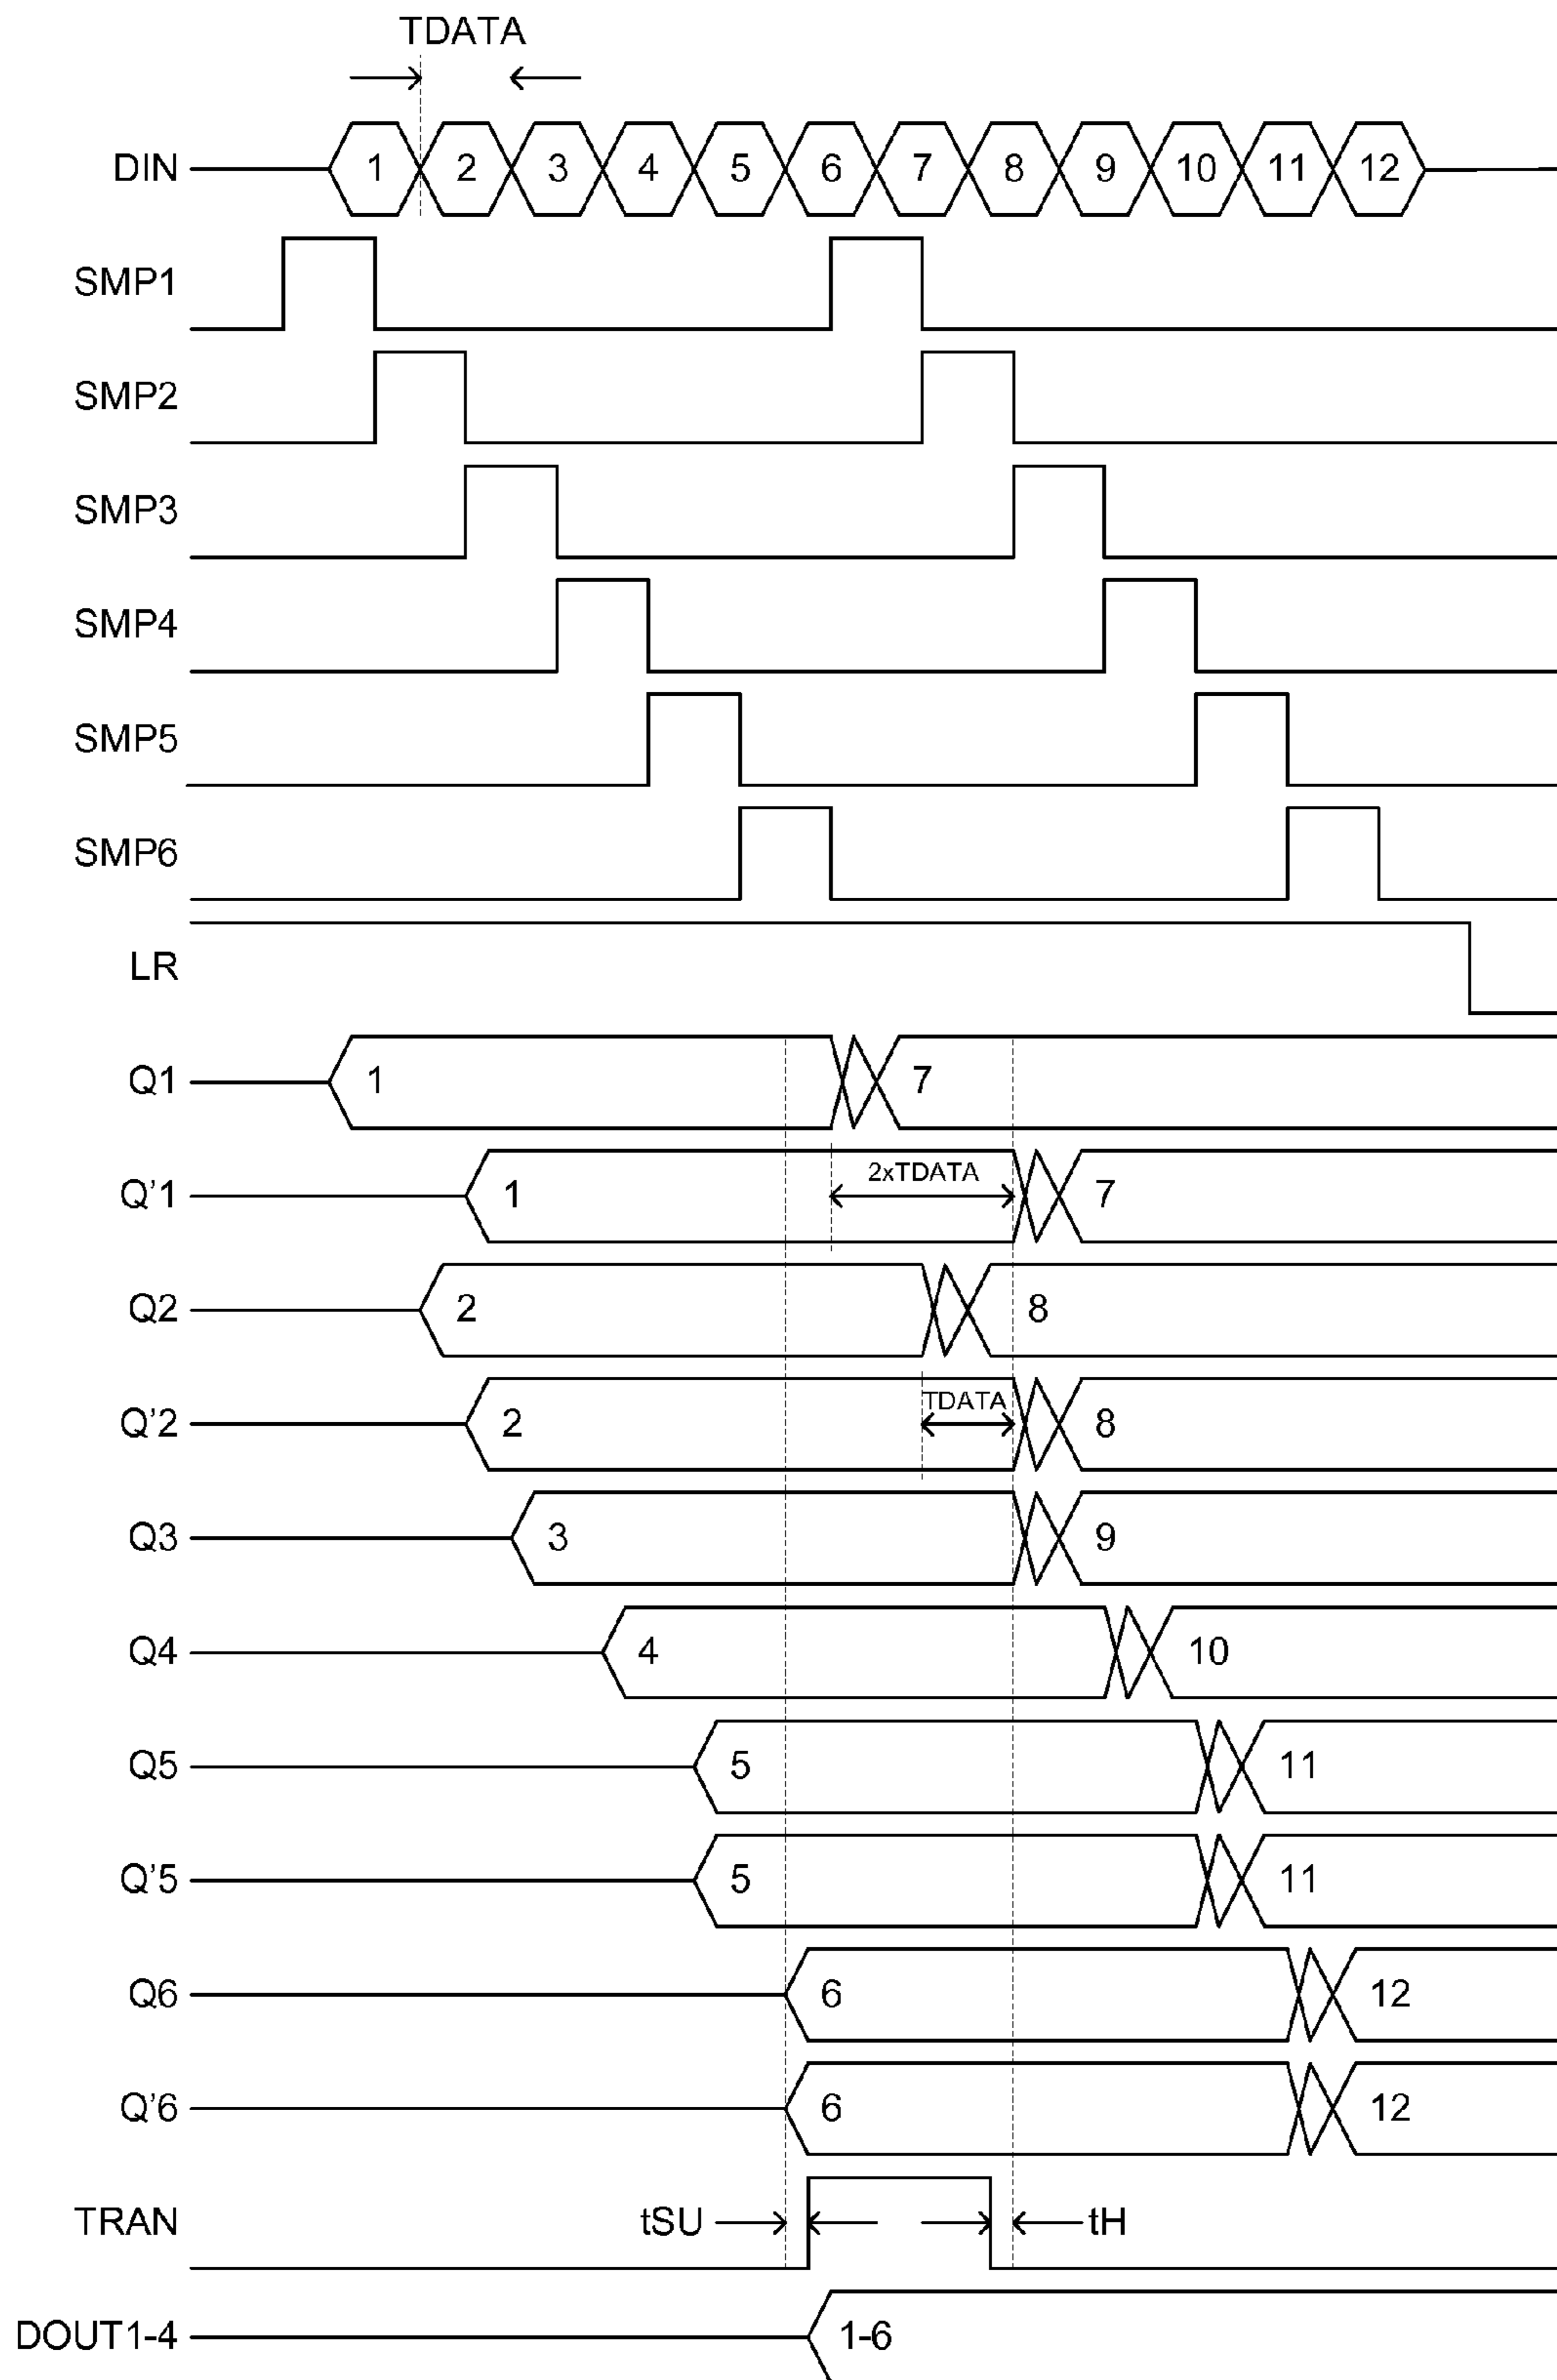 TDATA
DIN 1 2 3 4 5 6 7 8 9 10 11 12
SMP1
SMP2
SMP3
SMP4
SMP5
SMP6
LR
Q1 1 7
Q'1 1 2xTDATA 7
Q2 2 8
Q'2 2 TDATA 8
Q3 3 9
Q4 4 10
Q5 5 11
Q'5 5 11
Q6 6 12
Q'6 6 12
TRAN tSU tH
DOUT1-4 1-6